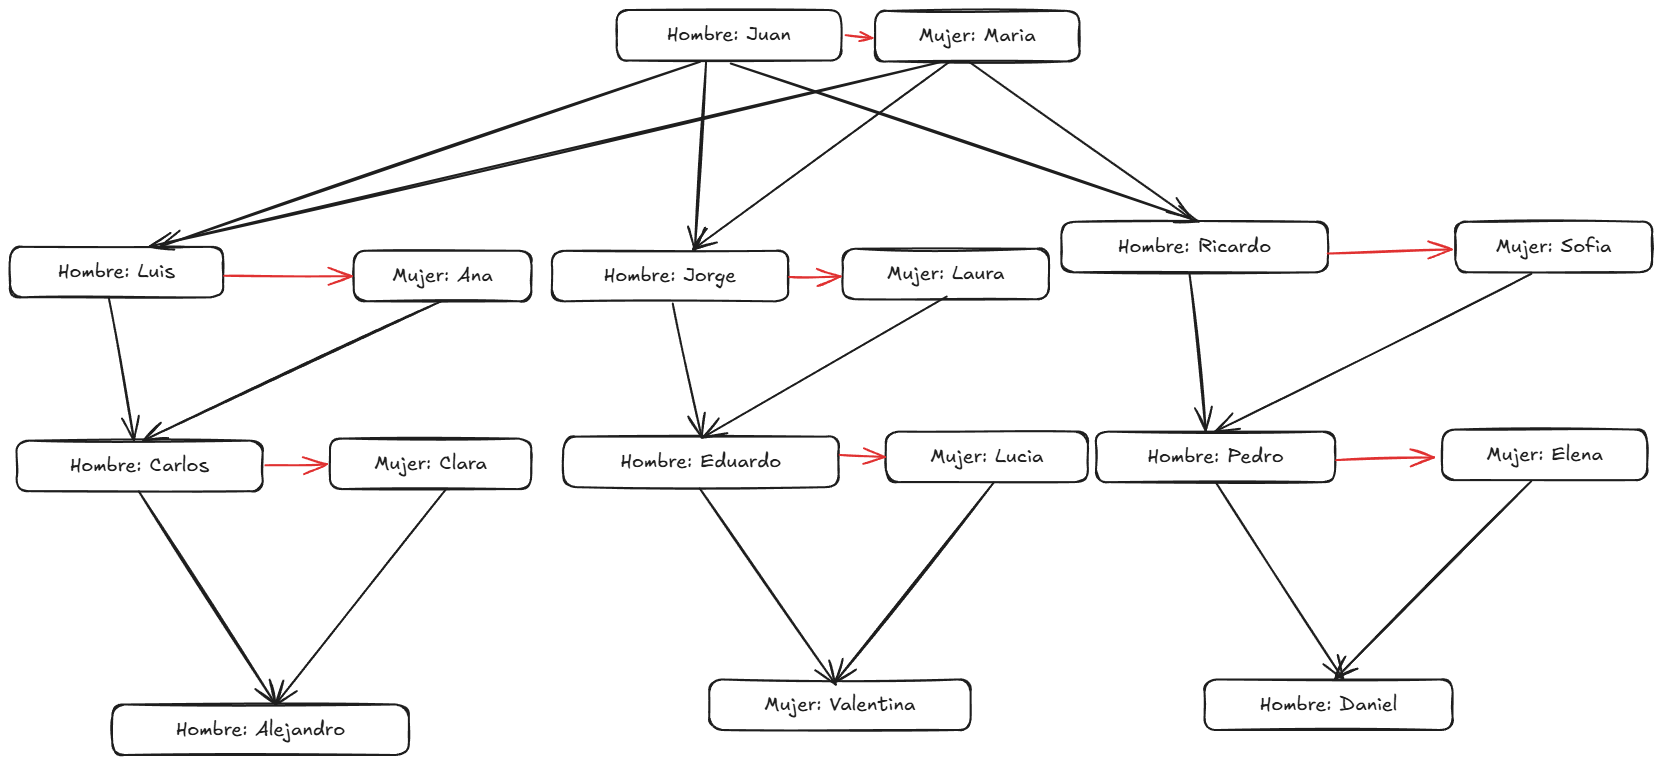 Hombre: Juan
Mujer: Maria
Hombre: Luis
Mujer: Ana
Hombre: Jorge
Mujer: Laura
Hombre: Ricardo
Mujer: Sofia
Hombre: Carlos
Mujer: Clara
Hombre: Eduardo
Mujer: Lucia
Hombre: Pedro
Mujer: Elena
Hombre: Alejandro
Mujer: Valentina
Hombre: Daniel